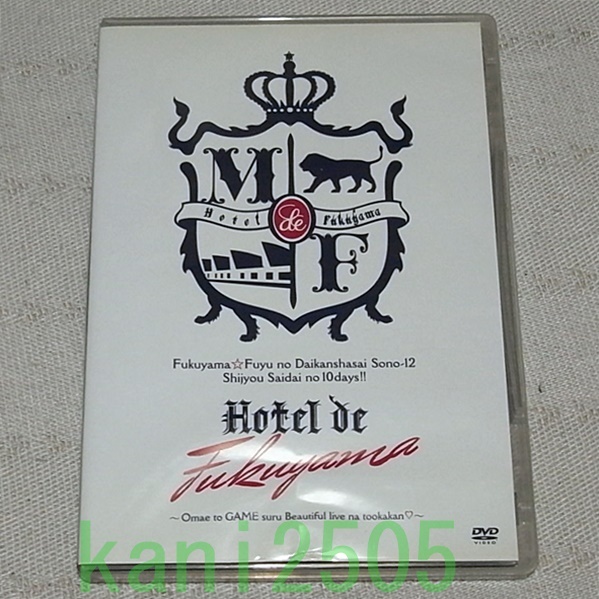 M
Hotel de Fukuyama
F
Fukuyama☆Fuyu no Daikanshasai Sono-12
Shijyou Saidai no 10days!!
Hotel de
Fukuyama
～Omae to GAME suru Beautiful live na tookakan♡～
DVD
VIDEO
kani2505